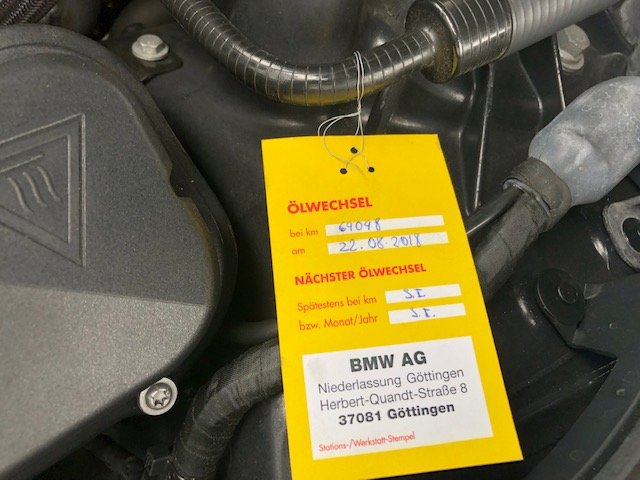 ÖLWECHSEL
bei km 69098
am 22.08.2018
NÄCHSTER ÖLWECHSEL
Spätestens bei km S.I.
bzw. Monat/Jahr S.I.
BMW AG
Niederlassung Göttingen
Herbert-Quandt-Straße 8
37081 Göttingen
Stations-/Werkstatt-Stempel